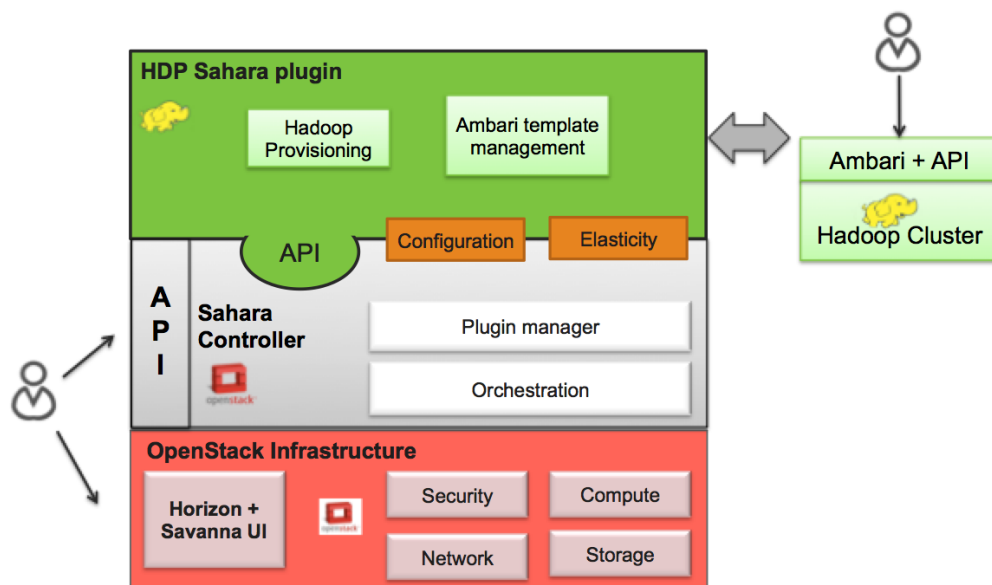 HDP Sahara plugin
Hadoop
Provisioning
Ambari template
management
Ambari + API
Hadoop Cluster
API
Configuration
Elasticity
A
P
I
Sahara
Controller
openstack
Plugin manager
Orchestration
OpenStack Infrastructure
Horizon +
Savanna UI
openstack
Security
Compute
Network
Storage